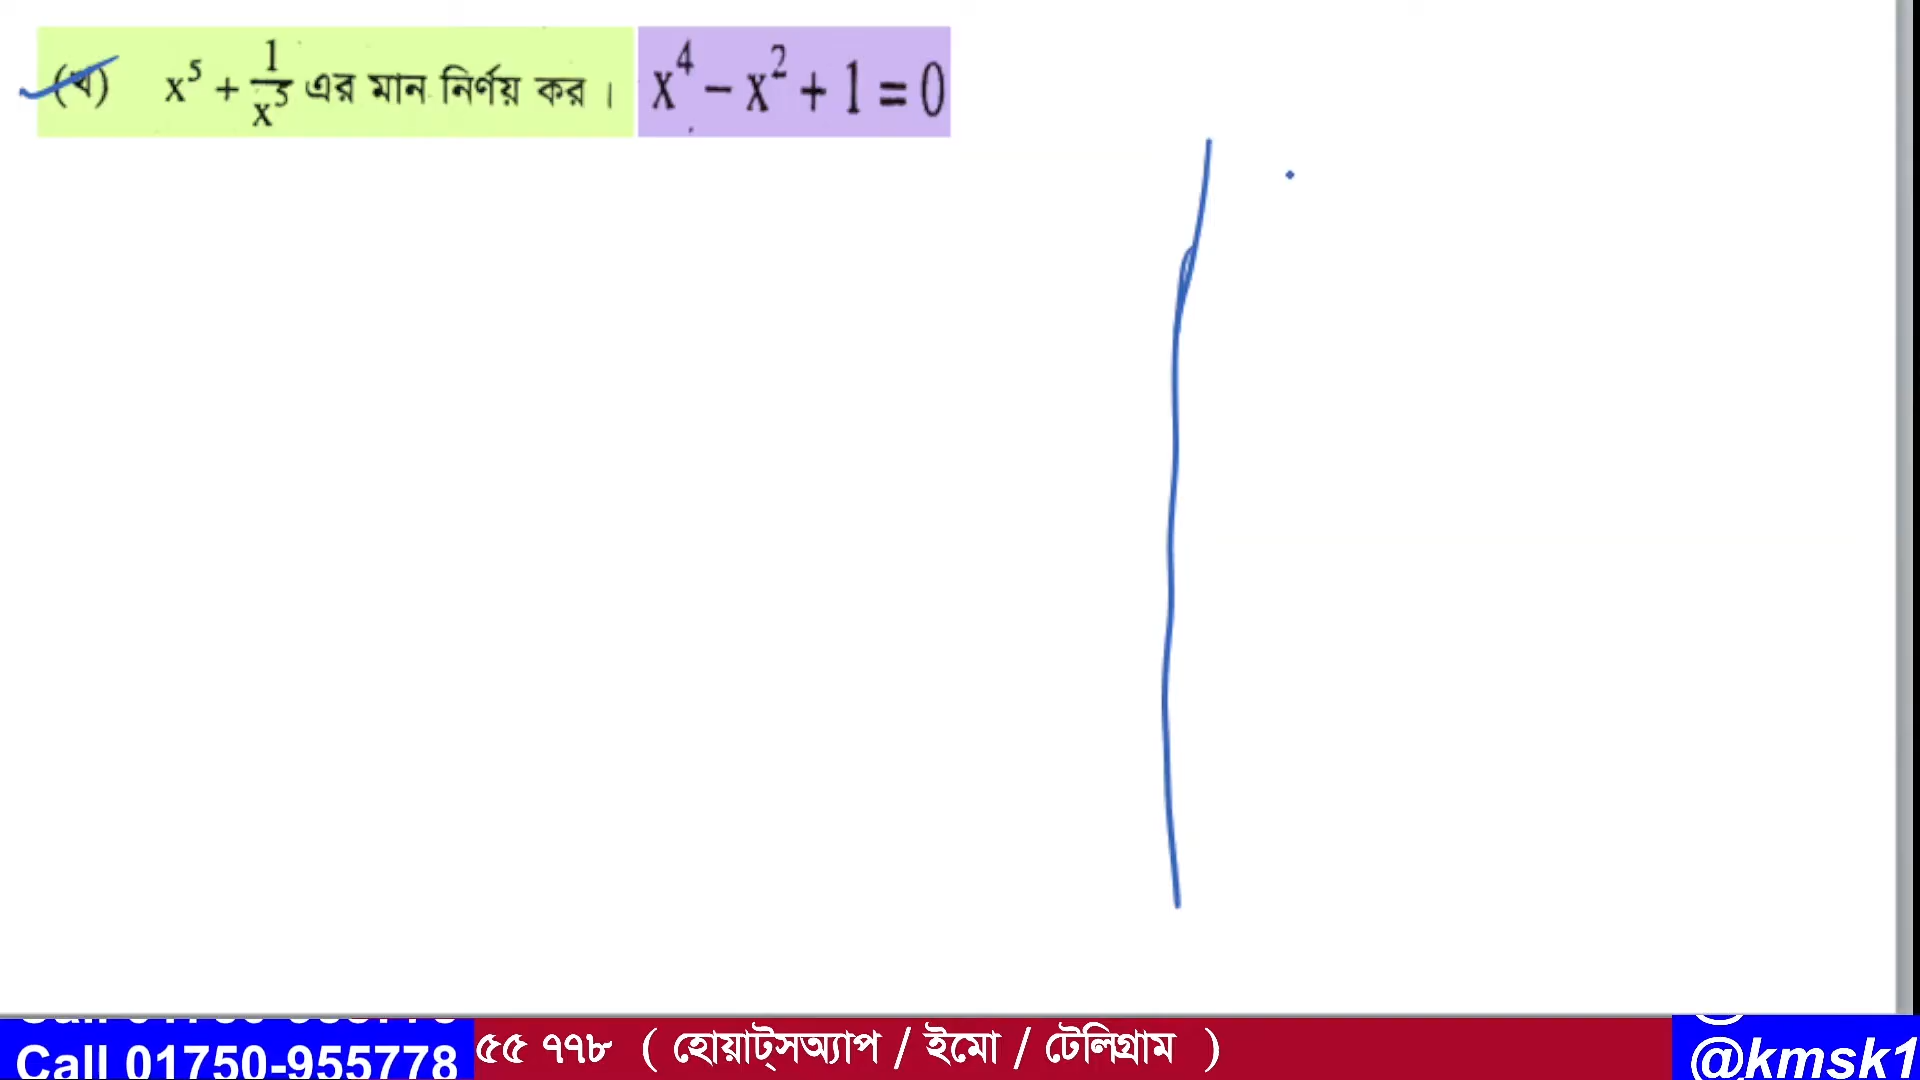 (খ) x⁵ + 1/x⁵ এর মান নির্ণয় কর । x⁴ − x² + 1 = 0
Call 01750-955778 ৫৫ ৭৭৮ ( হোয়াট্সঅ্যাপ / ইমো / টেলিগ্রাম ) @kmsk1